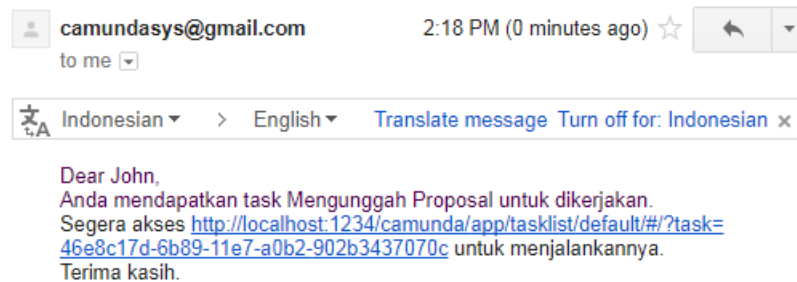 camundasys@gmail.com 2:18 PM (0 minutes ago)
to me
Indonesian > English Translate message Turn off for: Indonesian ×
Dear John,
Anda mendapatkan task Mengunggah Proposal untuk dikerjakan.
Segera akses http://localhost:1234/camunda/app/tasklist/default/#/?task=
46e8c17d-6b89-11e7-a0b2-902b3437070c untuk menjalankannya.
Terima kasih.